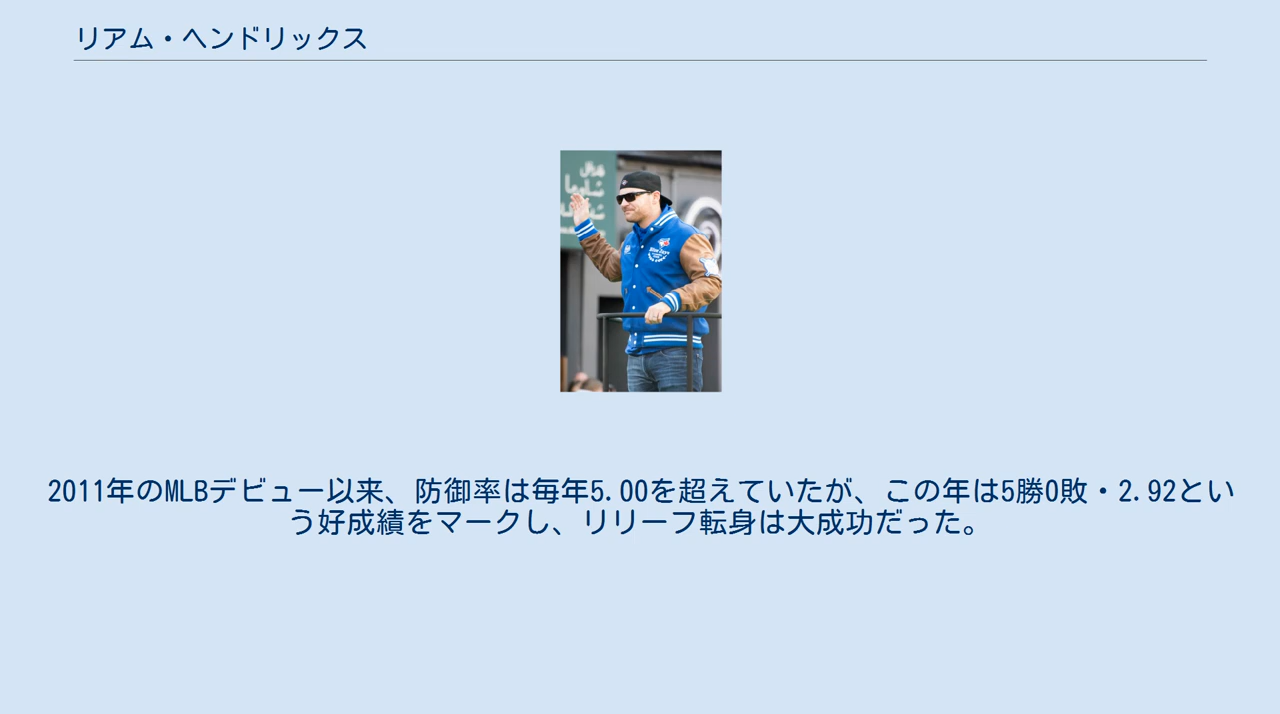 リアム・ヘンドリックス
2011年のMLBデビュー以来、防御率は毎年5.00を超えていたが、この年は5勝0敗・2.92とい
う好成績をマークし、リリーフ転身は大成功だった。